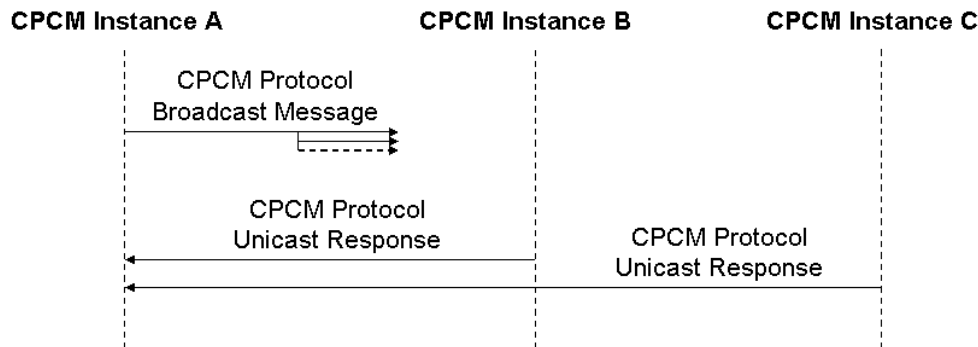 CPCM Instance A
CPCM Instance B
CPCM Instance C
CPCM Protocol
Broadcast Message
CPCM Protocol
Unicast Response
CPCM Protocol
Unicast Response